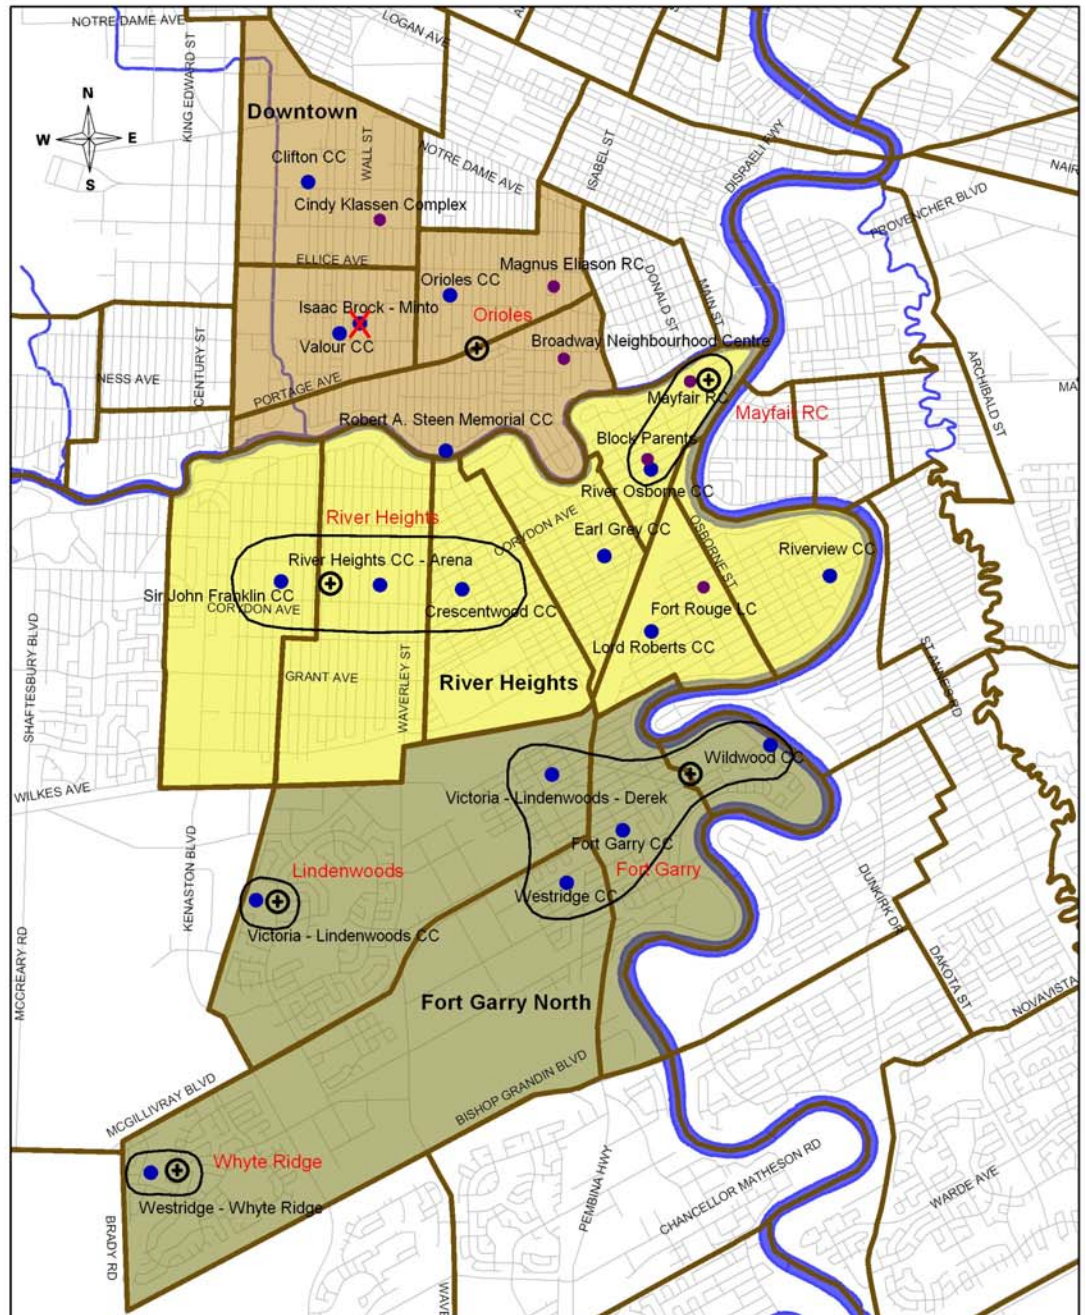 NOTRE DAME AVE
LOGAN AVE
KING EDWARD ST
N
W E
S
Downtown
WALL ST
Clifton CC
NOTRE DAME AVE
ISABEL ST
DISRAELI FWY
NAIR
PROVENCHER BLVD
Cindy Klassen Complex
ELLICE AVE
Magnus Eliason RC
Orioles CC
DONALD ST
MAIN ST
Isaac Brock - Minto
Orioles
Valour CC
Broadway Neighbourhood Centre
CENTURY ST
NESS AVE
PORTAGE AVE
ARCHIBALD ST
MA
Mayfair RC
Mayfair RC
Robert A. Steen Memorial CC
Block Parents
River Osborne CC
River Heights
CORYDON AVE
OSBORNE ST
Earl Grey CC
Riverview CC
River Heights CC - Arena
Sir John Franklin CC
CORYDON AVE
Crescentwood CC
Fort Rouge LC
Lord Roberts CC
SHAFTESBURY BLVD
GRANT AVE
WAVERLEY ST
River Heights
ST ANNE'S RD
Wildwood CC
WILKES AVE
Victoria - Lindenwoods - Derek
KENASTON BLVD
Fort Garry CC
Lindenwoods
Fort Garry
Westridge CC
DUNKIRK DR
Victoria - Lindenwoods CC
MCCREARY RD
DAKOTA ST
NOVAVISTA
Fort Garry North
MCGILLIVRAY BLVD
BISHOP GRANDIN BLVD
Whyte Ridge
PEMBINA HWY
CHANCELLOR MATHESON RD
WARDE AVE
Westridge - Whyte Ridge
BRADY RD
WAVE